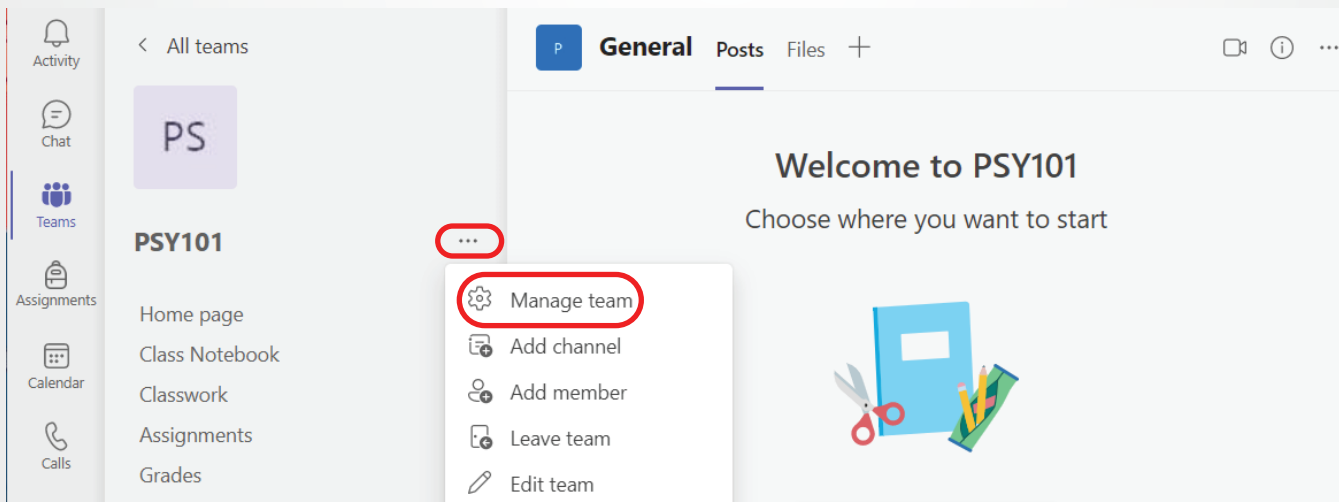 Activity
Chat
Teams
Assignments
Calendar
Calls
All teams
PS
PSY101
Home page
Class Notebook
Classwork
Assignments
Grades
Manage team
Add channel
Add member
Leave team
Edit team
P General Posts Files
Welcome to PSY101
Choose where you want to start